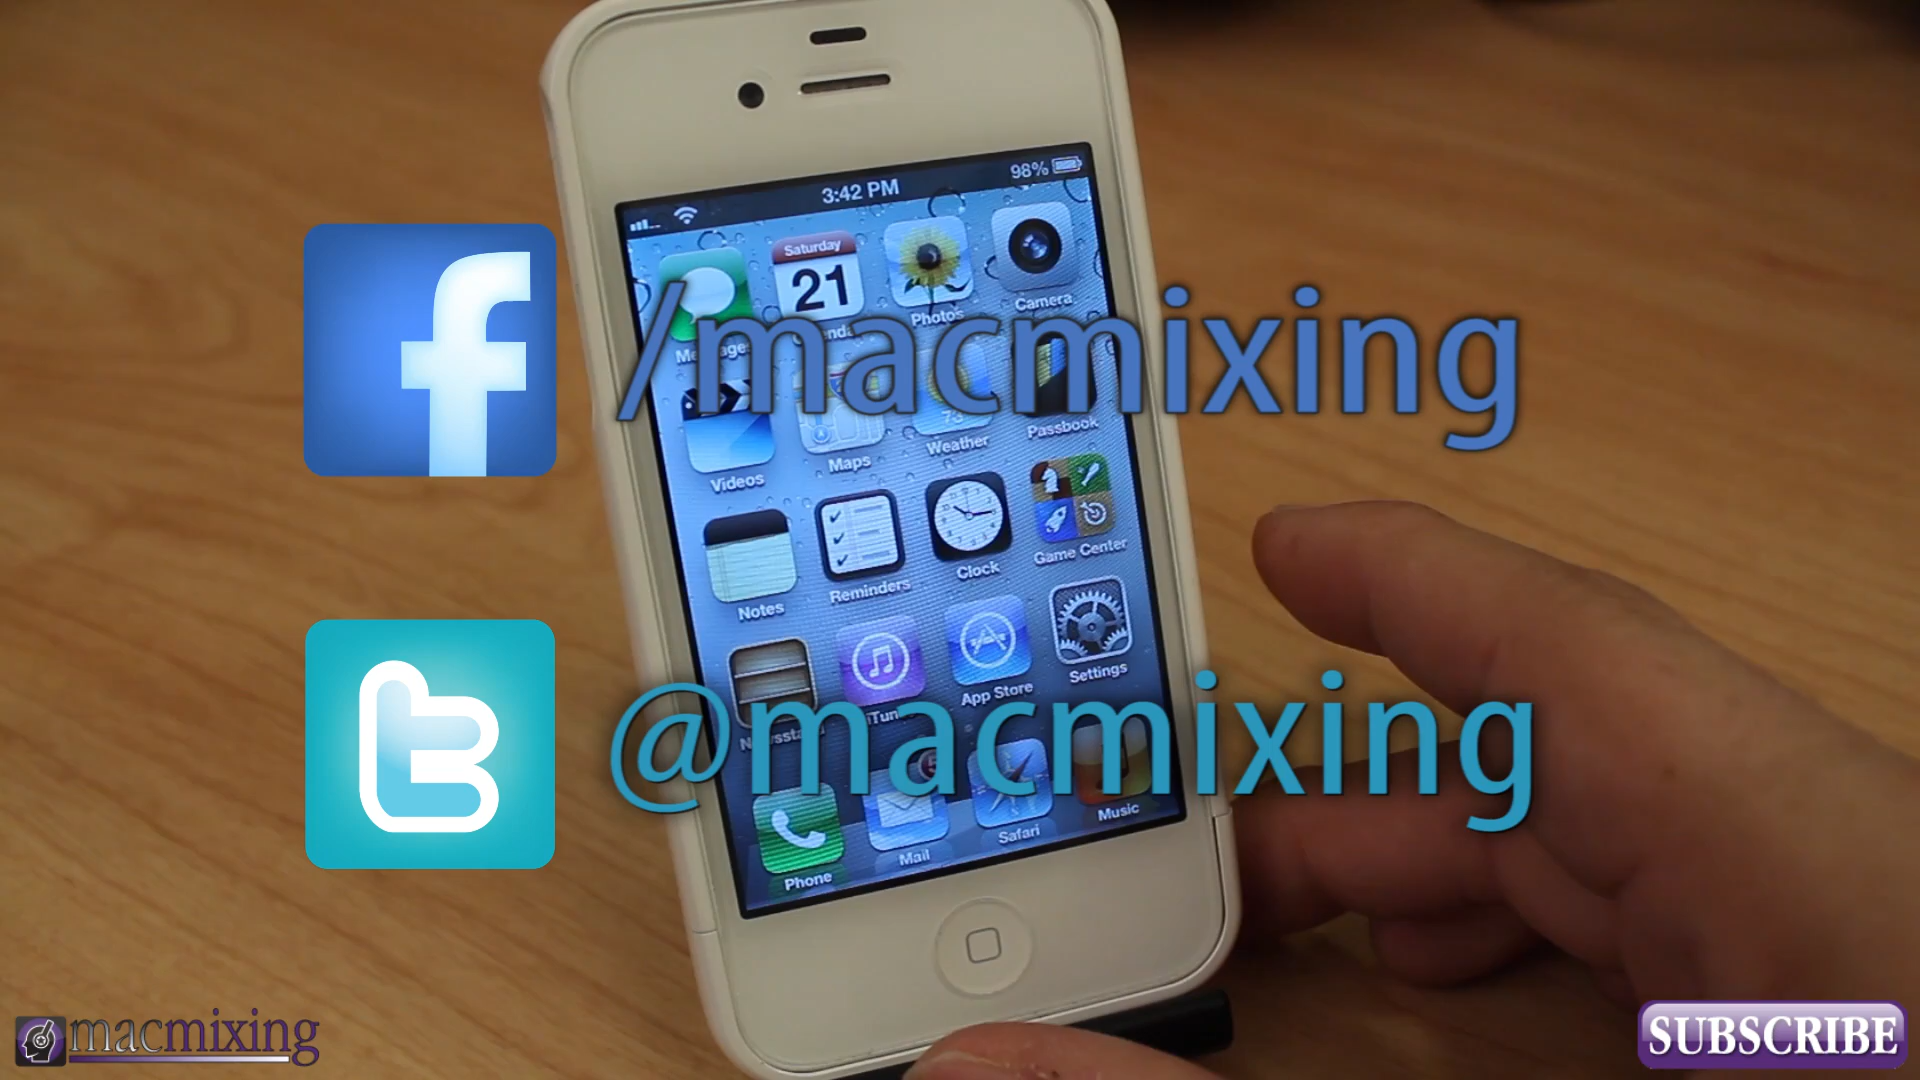 98%
3:42 PM
Saturday
21
Photos
Camera
/macmixing
73°
Videos
Maps
Weather
Passbook
Notes
Reminders
Clock
Game Center
App Store
Settings
@macmixing
Phone
Mail
Safari
Music
macmixing
SUBSCRIBE